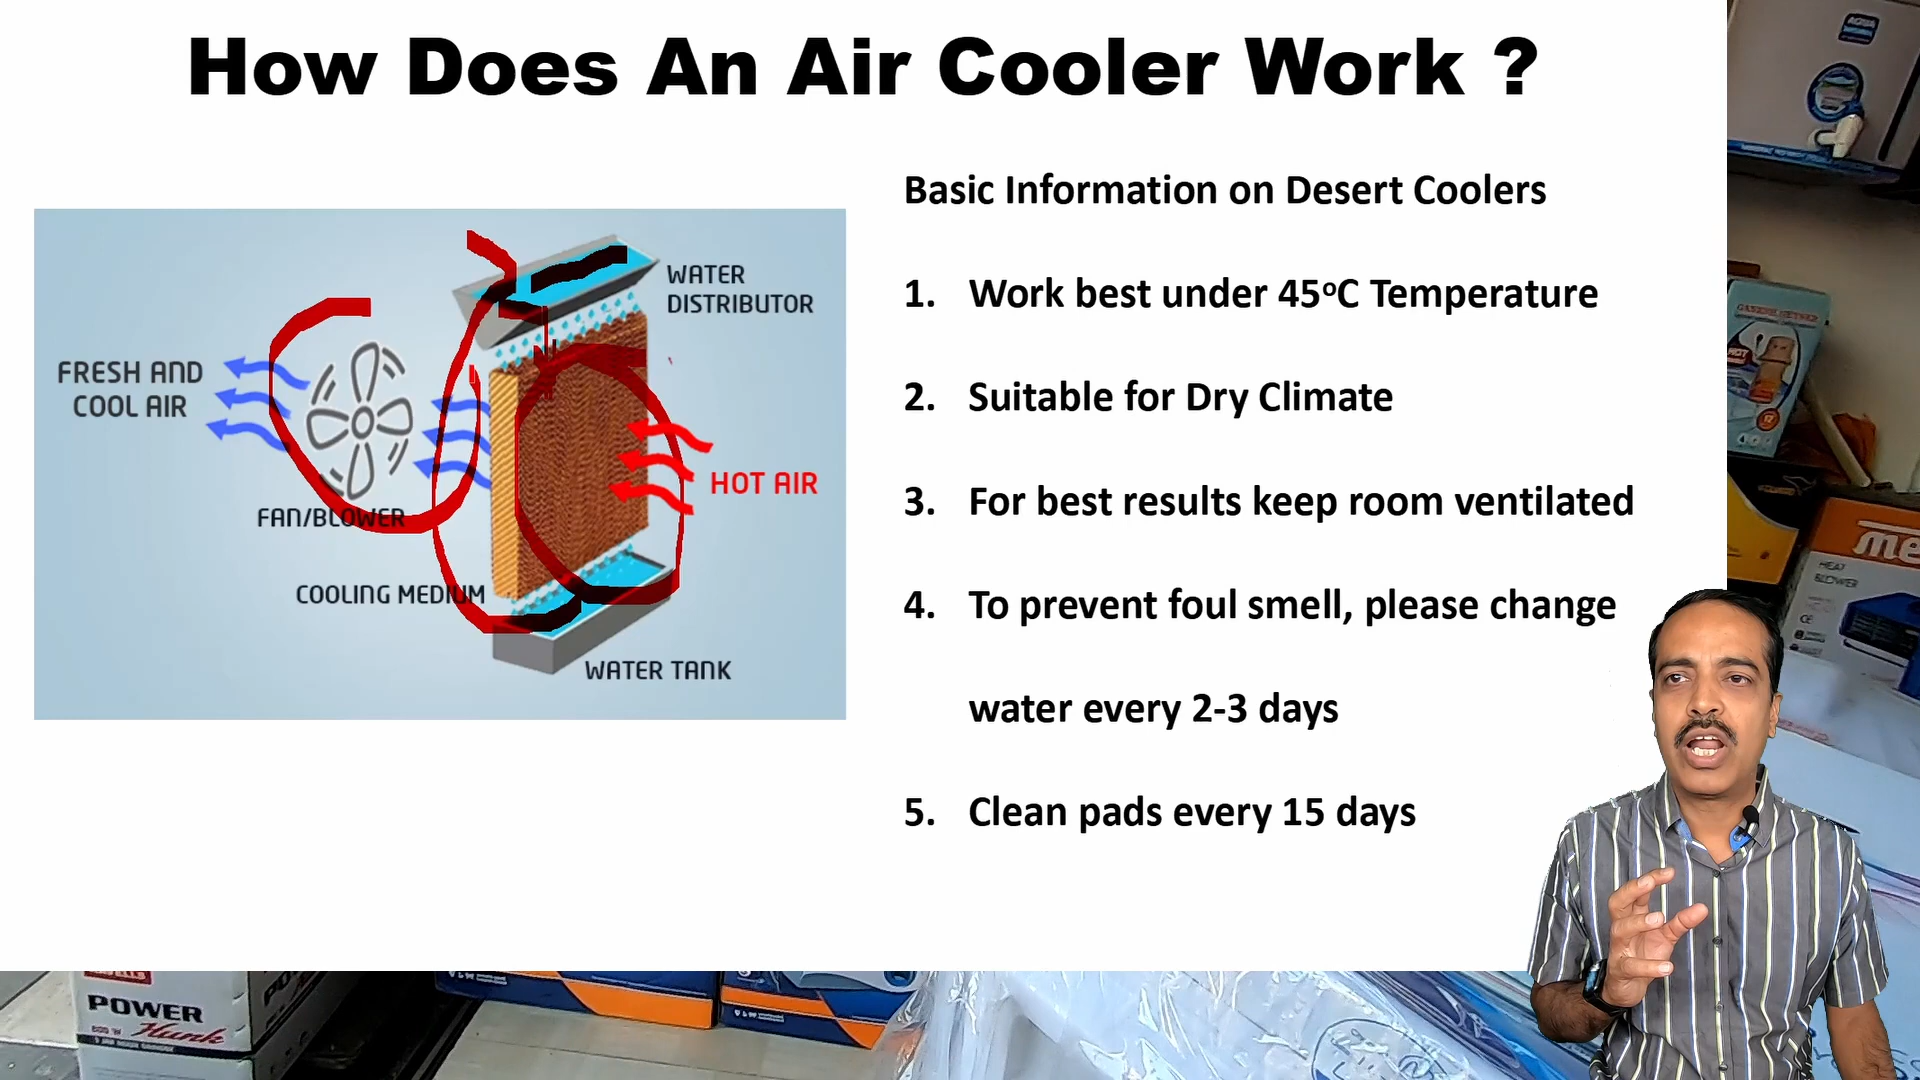 How Does An Air Cooler Work ?
Basic Information on Desert Coolers
1. Work best under 45°C Temperature
2. Suitable for Dry Climate
3. For best results keep room ventilated
4. To prevent foul smell, please change
water every 2-3 days
5. Clean pads every 15 days
WATER
DISTRIBUTOR
FRESH AND
COOL AIR
HOT AIR
FAN/BLOWER
COOLING MEDIUM
WATER TANK
AQUA
HEAT
BLOWER
POWER
Hunk